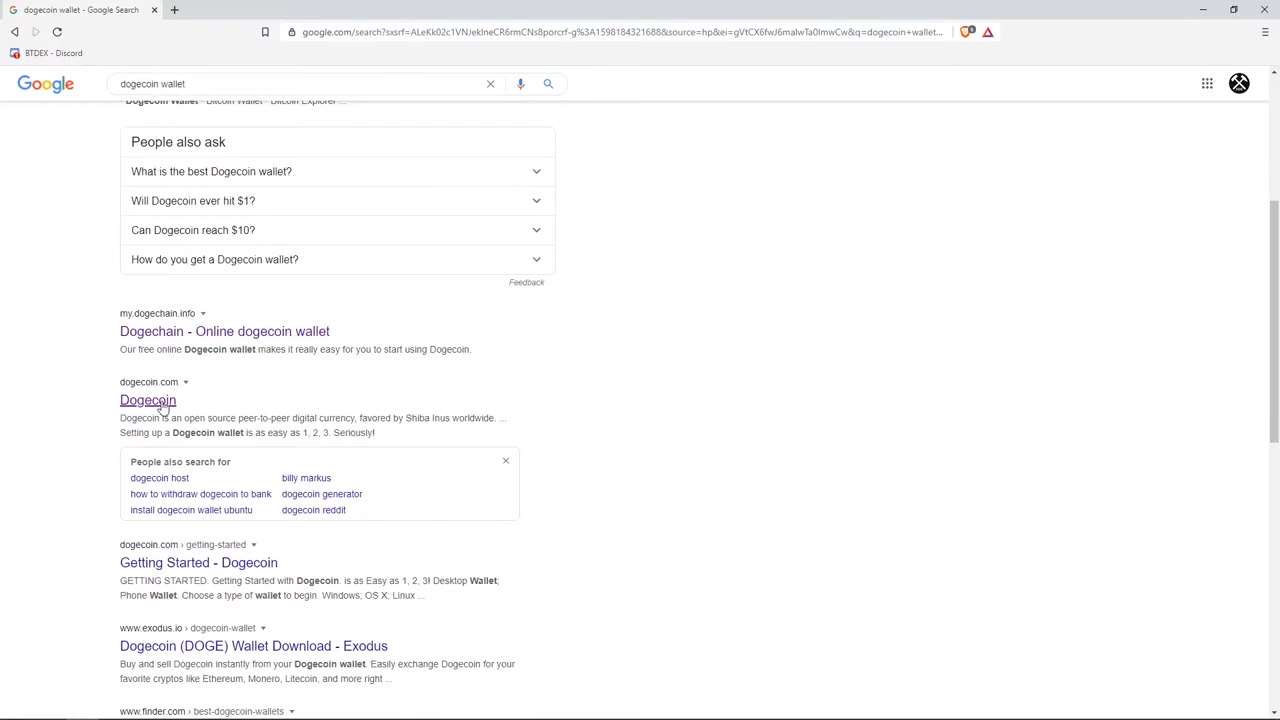 dogecoin wallet - Google Search
google.com/search?sxsrf=ALeKk02c1VNJekIneCR6rmCNs8porcrf-g%3A1598184321688&source=hp&ei=gVtCX6fwJ6malwTa0ImwCw&q=dogecoin+wallet...
BTDEX - Discord
Google
dogecoin wallet
Dogecoin Wallet · Bitcoin Wallet · Bitcoin Explorer ...
People also ask
What is the best Dogecoin wallet?
Will Dogecoin ever hit $1?
Can Dogecoin reach $10?
How do you get a Dogecoin wallet?
Feedback
my.dogechain.info
Dogechain - Online dogecoin wallet
Our free online Dogecoin wallet makes it really easy for you to start using Dogecoin.
dogecoin.com
Dogecoin
Dogecoin is an open source peer-to-peer digital currency, favored by Shiba Inus worldwide. ...
Setting up a Dogecoin wallet is as easy as 1, 2, 3. Seriously!
People also search for
dogecoin host billy markus
how to withdraw dogecoin to bank dogecoin generator
install dogecoin wallet ubuntu dogecoin reddit
dogecoin.com › getting-started
Getting Started - Dogecoin
GETTING STARTED. Getting Started with Dogecoin. is as Easy as 1, 2, 3! Desktop Wallet;
Phone Wallet. Choose a type of wallet to begin. Windows; OS X; Linux ...
www.exodus.io › dogecoin-wallet
Dogecoin (DOGE) Wallet Download - Exodus
Buy and sell Dogecoin instantly from your Dogecoin wallet. Easily exchange Dogecoin for your
favorite cryptos like Ethereum, Monero, Litecoin, and more right ...
www.finder.com › best-dogecoin-wallets